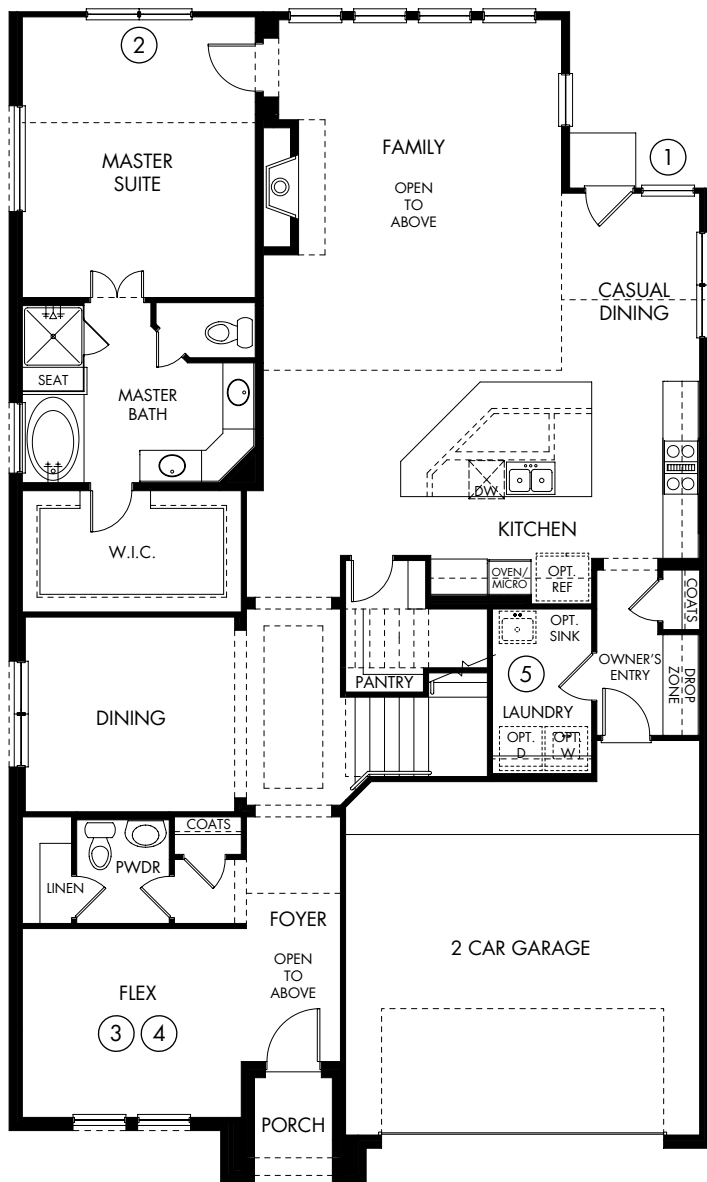 2
1
MASTER
SUITE
FAMILY
OPEN
TO
ABOVE
CASUAL
DINING
SEAT
MASTER
BATH
DW
KITCHEN
W.I.C.
OVEN/
MICRO
OPT.
REF
COATS
OPT.
SINK
OWNER'S
ENTRY
DROP
ZONE
PANTRY
5
LAUNDRY
OPT.
D
OPT.
W
DINING
COATS
PWDR
LINEN
FOYER
OPEN
TO
ABOVE
2 CAR GARAGE
FLEX
3 4
PORCH